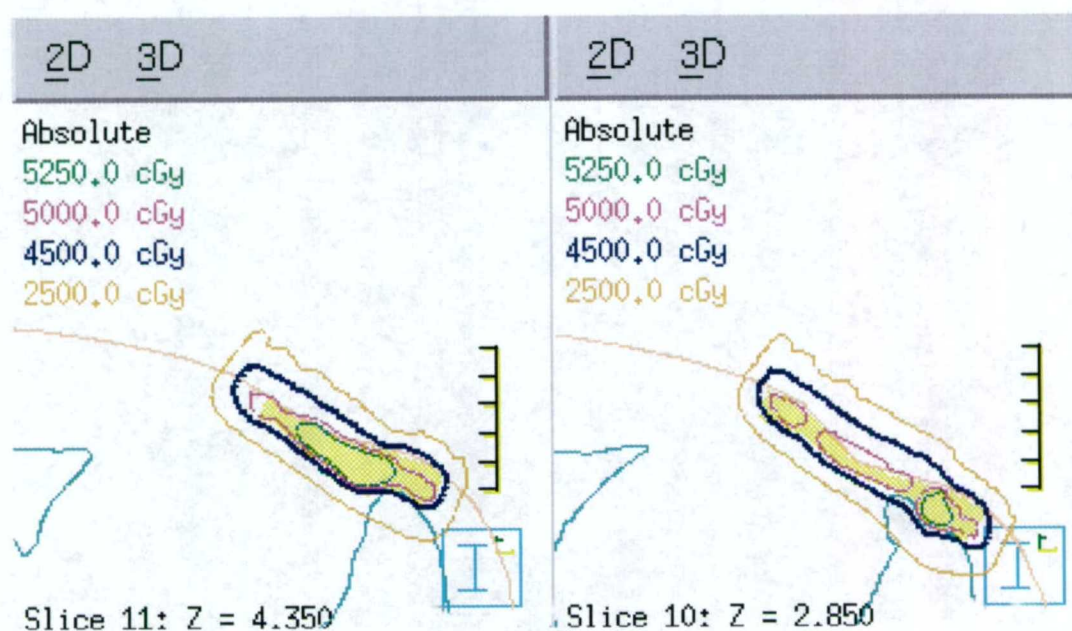 2D 3D
Absolute
5250.0 cGy
5000.0 cGy
4500.0 cGy
2500.0 cGy
Slice 11: Z = 4.350
2D 3D
Absolute
5250.0 cGy
5000.0 cGy
4500.0 cGy
2500.0 cGy
Slice 10: Z = 2.850